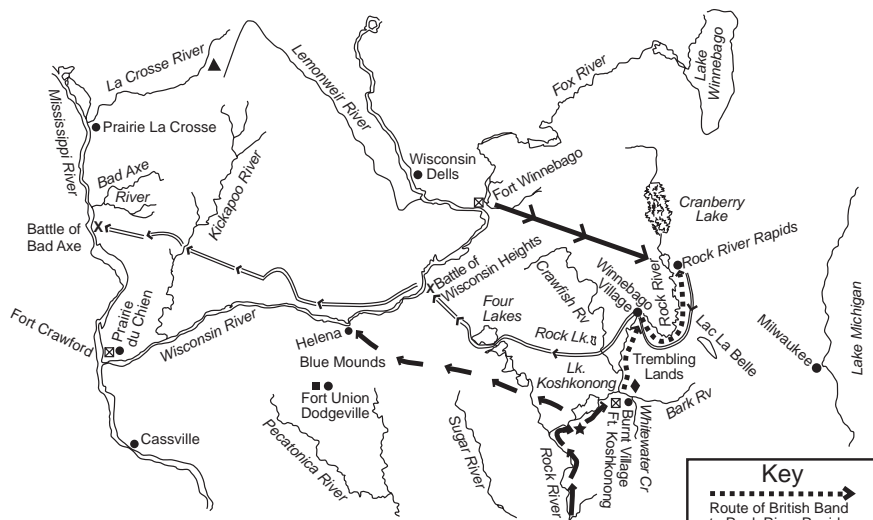 La Crosse River
Lemonweir River
Fox River
Lake
Winnebago
Mississippi River
Prairie La Crosse
Bad Axe
River
Kickapoo River
Wisconsin
Dells
Fort Winnebago
Cranberry
Lake
Battle of
Bad Axe
Battle of
Wisconsin Heights
Rock River Rapids
Winnebago
Village
Rock River
Crawfish Rv
Four
Lakes
Rock Lk.
Lac La Belle
Milwaukee
Lake Michigan
Fort Crawford
Prairie
du Chien
Wisconsin River
Helena
Blue Mounds
Lk.
Koshkonong
Trembling
Lands
Bark Rv
Fort Union
Dodgeville
Whitewater Cr
Burnt Village
Ft. Koshkonong
Cassville
Pecatonica River
Sugar River
Rock River
Key
Route of British Band